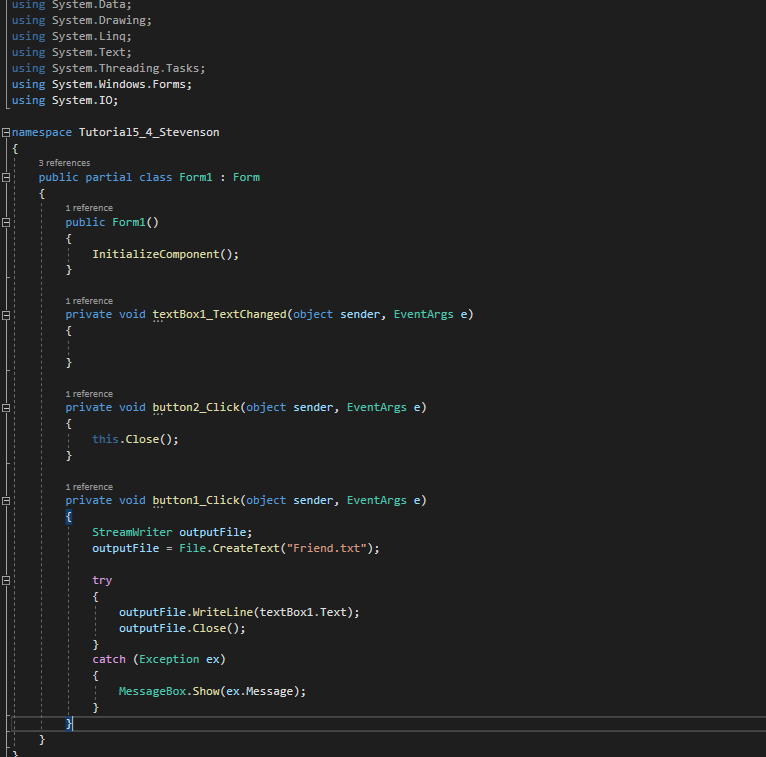 using System.Data;
using System.Drawing;
using System.Linq;
using System.Text;
using System.Threading.Tasks;
using System.Windows.Forms;
using System.IO;
namespace Tutorial5_4_Stevenson
{
3 references
public partial class Form1 : Form
{
1 reference
public Form1()
{
InitializeComponent();
}
1 reference
private void textBox1_TextChanged(object sender, EventArgs e)
{
}
1 reference
private void button2_Click(object sender, EventArgs e)
{
this.Close();
}
1 reference
private void button1_Click(object sender, EventArgs e)
{
StreamWriter outputFile;
outputFile = File.CreateText("Friend.txt");
try
{
outputFile.WriteLine(textBox1.Text);
outputFile.Close();
}
catch (Exception ex)
{
MessageBox.Show(ex.Message);
}
}
}
}